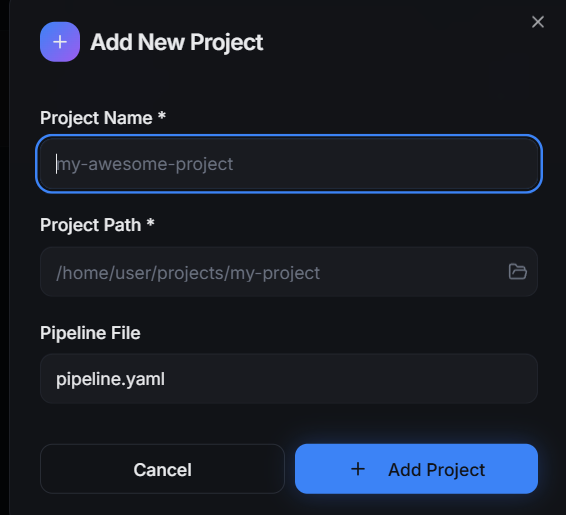 Add New Project
Project Name *
my-awesome-project
Project Path *
/home/user/projects/my-project
Pipeline File
pipeline.yaml
Cancel
+ Add Project